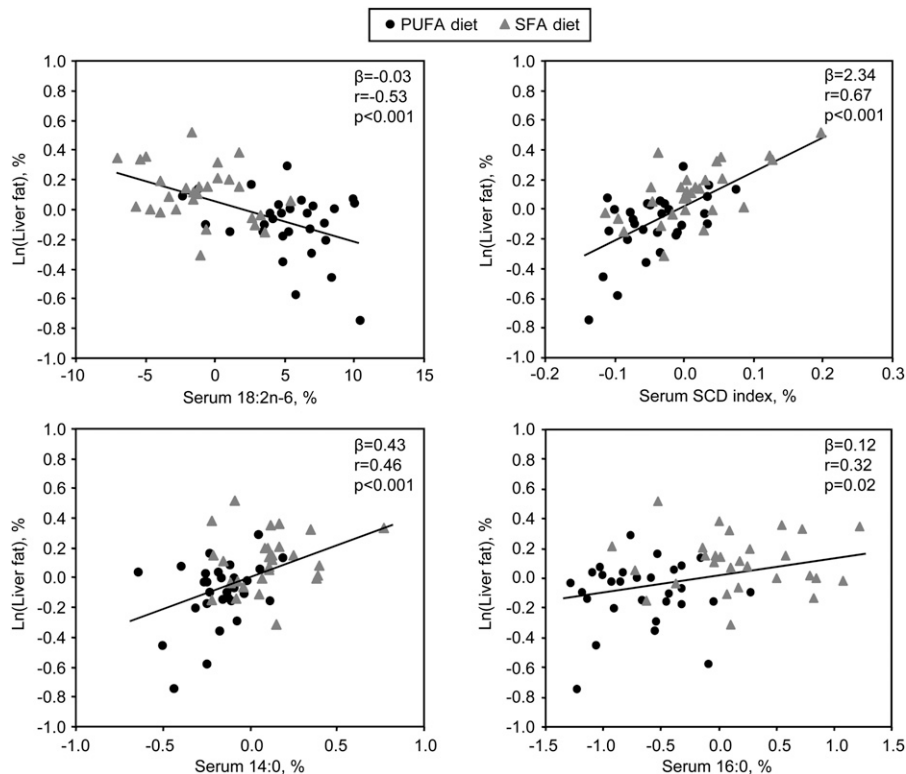 PUFA diet SFA diet
1.0
0.8
0.6
0.4
0.2
0.0
-0.2
-0.4
-0.6
-0.8
-1.0
Ln(Liver fat), %
β=-0.03
r=-0.53
p<0.001
-10 -5 0 5 10 15
Serum 18:2n-6, %
1.0
0.8
0.6
0.4
0.2
0.0
-0.2
-0.4
-0.6
-0.8
-1.0
Ln(Liver fat), %
β=2.34
r=0.67
p<0.001
-0.2 -0.1 0.0 0.1 0.2 0.3
Serum SCD index, %
1.0
0.8
0.6
0.4
0.2
0.0
-0.2
-0.4
-0.6
-0.8
-1.0
Ln(Liver fat), %
β=0.43
r=0.46
p<0.001
-1.0 -0.5 0.0 0.5 1.0
Serum 14:0, %
1.0
0.8
0.6
0.4
0.2
0.0
-0.2
-0.4
-0.6
-0.8
-1.0
Ln(Liver fat), %
β=0.12
r=0.32
p=0.02
-1.5 -1.0 -0.5 0.0 0.5 1.0 1.5
Serum 16:0, %